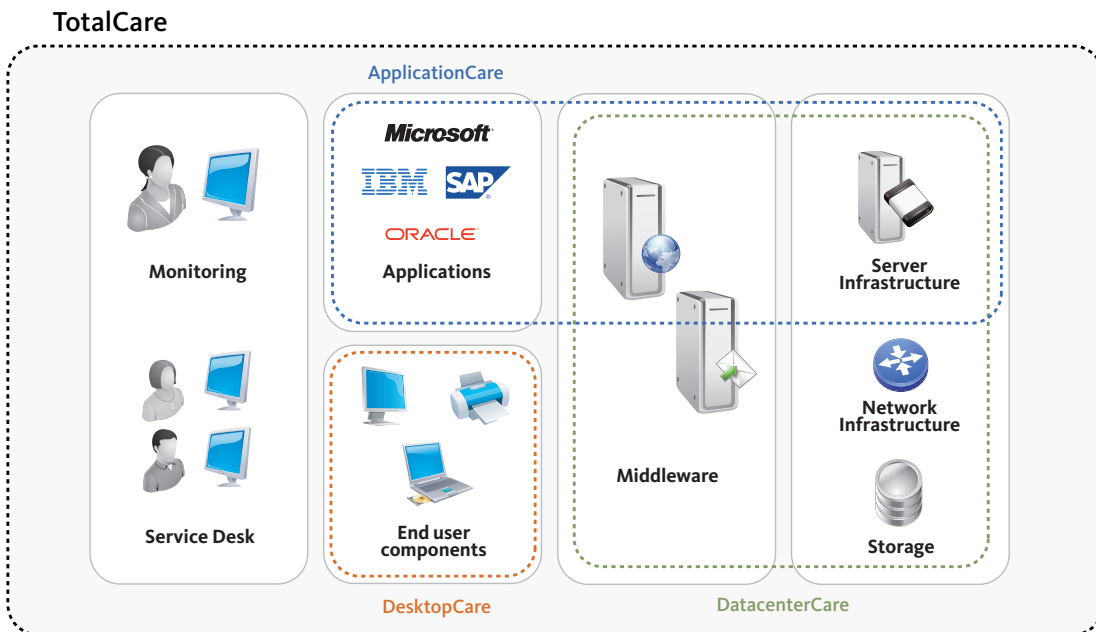 TotalCare
ApplicationCare
Microsoft
IBM SAP
ORACLE
Monitoring
Applications
Server
Infrastructure
Network
Infrastructure
Middleware
Service Desk
End user
components
Storage
DesktopCare
DatacenterCare